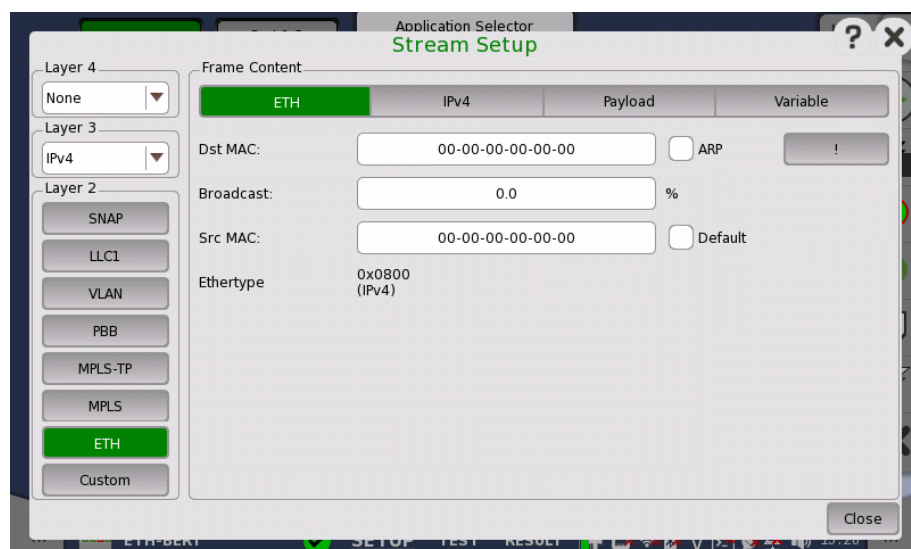 Application Selector
Stream Setup
?
Layer 4
None
Layer 3
IPv4
Layer 2
SNAP
LLC1
VLAN
PBB
MPLS-TP
MPLS
ETH
Custom
Frame Content
ETH IPv4 Payload Variable
Dst MAC: 00-00-00-00-00-00 ARP !
Broadcast: 0.0 %
Src MAC: 00-00-00-00-00-00 Default
Ethertype 0x0800
(IPv4)
Close
ETH-BERT SETUP TEST RESULT